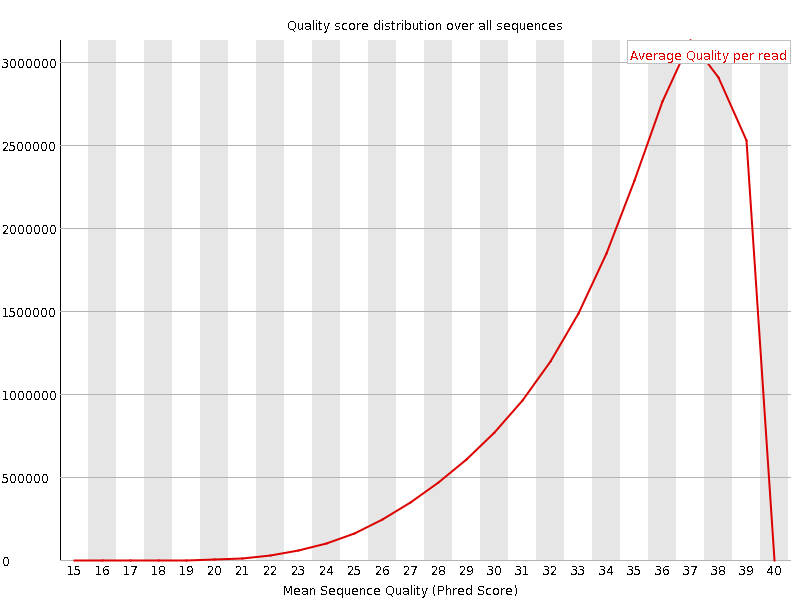 Quality score distribution over all sequences
Average Quality per read
3000000
2500000
2000000
1500000
1000000
500000
0
15 16 17 18 19 20 21 22 23 24 25 26 27 28 29 30 31 32 33 34 35 36 37 38 39 40
Mean Sequence Quality (Phred Score)